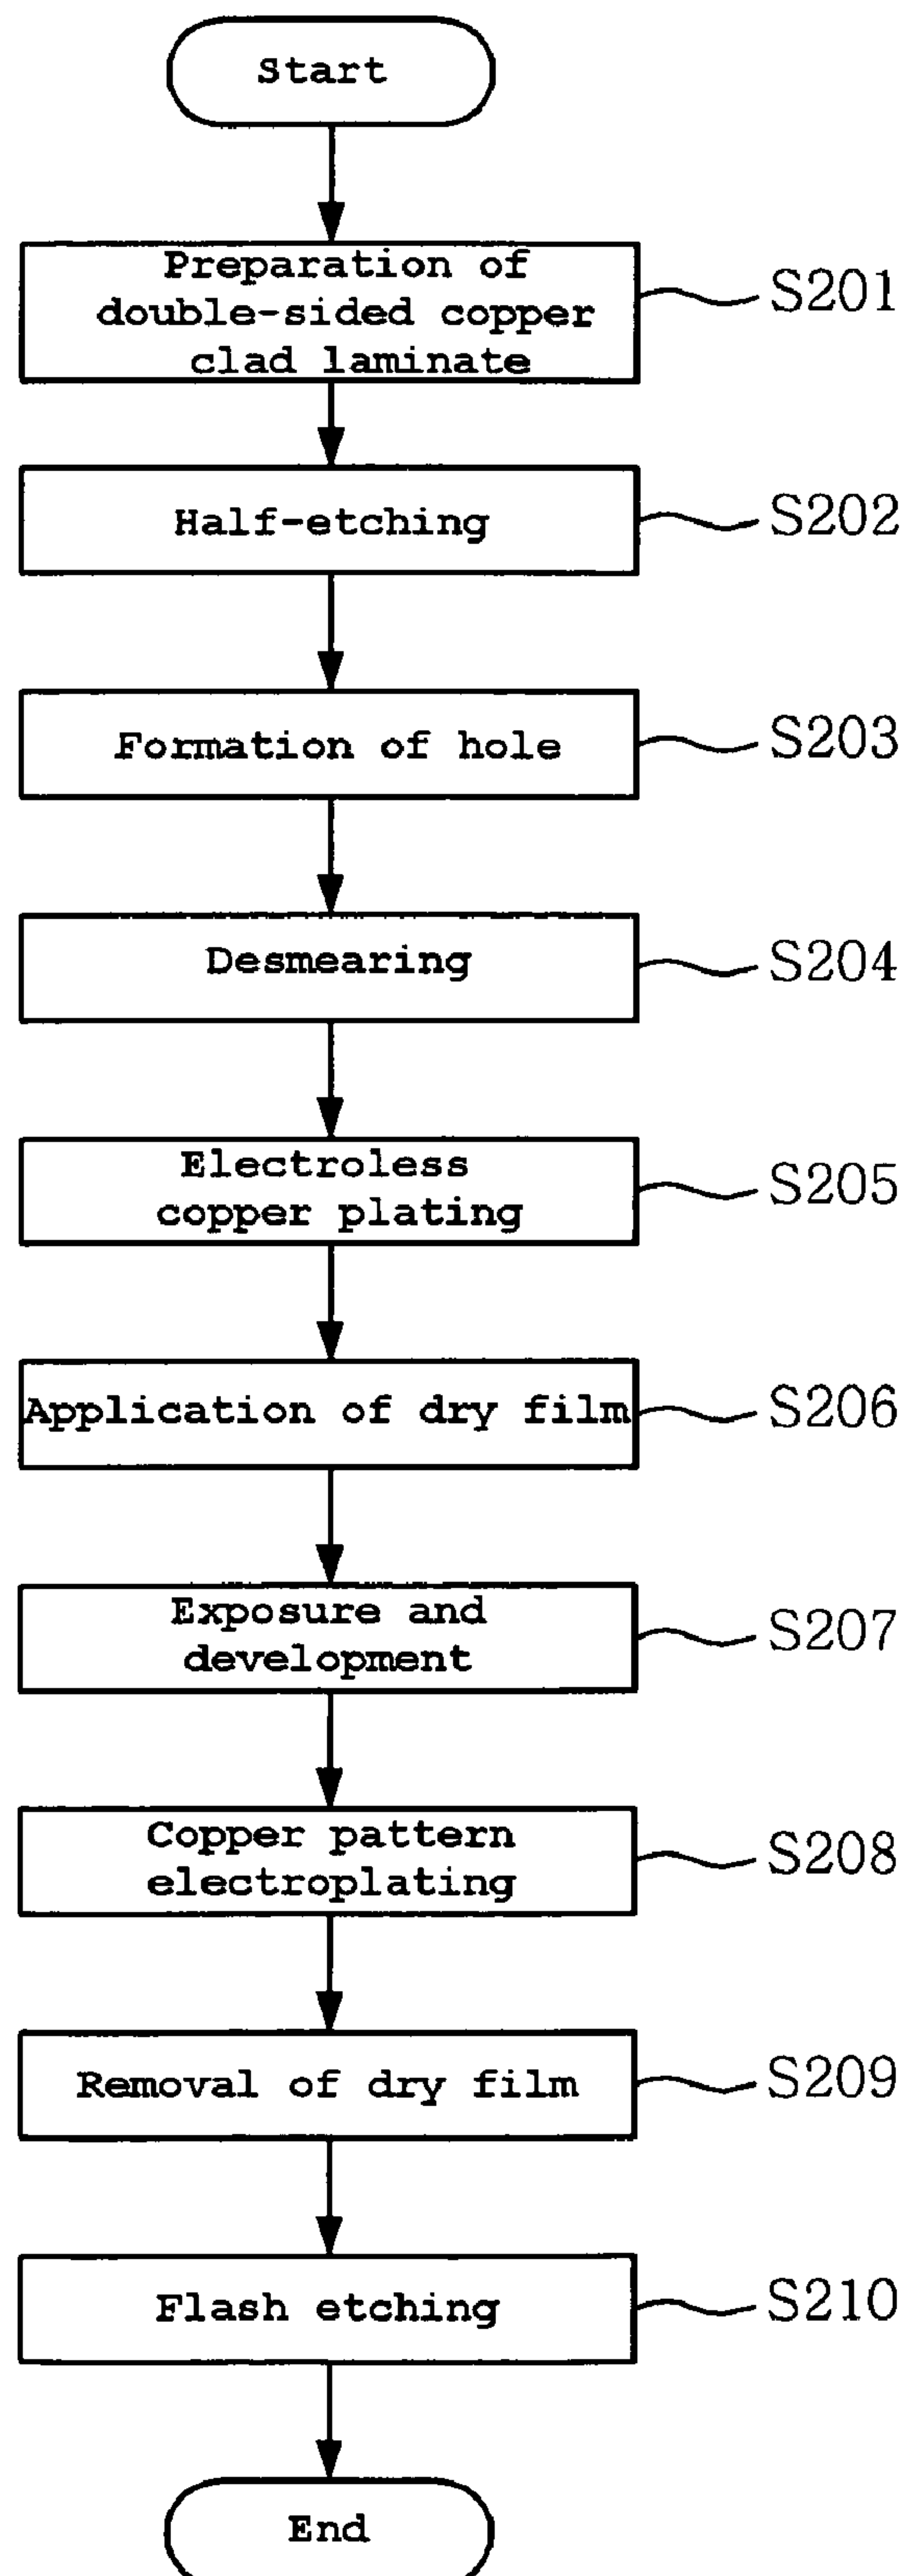 Start
Preparation of
double-sided copper
clad laminate
S201
Half-etching
S202
Formation of hole
S203
Desmearing
S204
Electroless
copper plating
S205
Application of dry film
S206
Exposure and
development
S207
Copper pattern
electroplating
S208
Removal of dry film
S209
Flash etching
S210
End